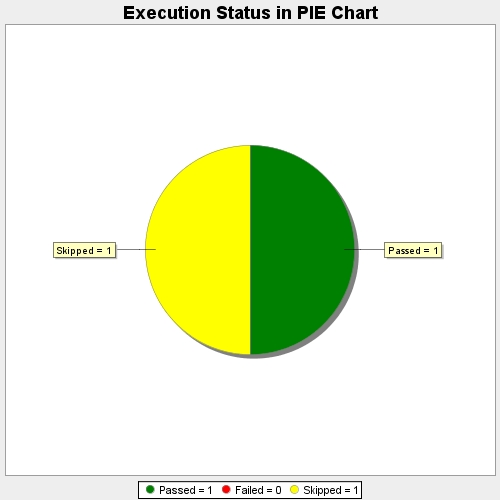 Execution Status in PIE Chart
Skipped = 1
Passed = 1
Passed = 1 Failed = 0 Skipped = 1